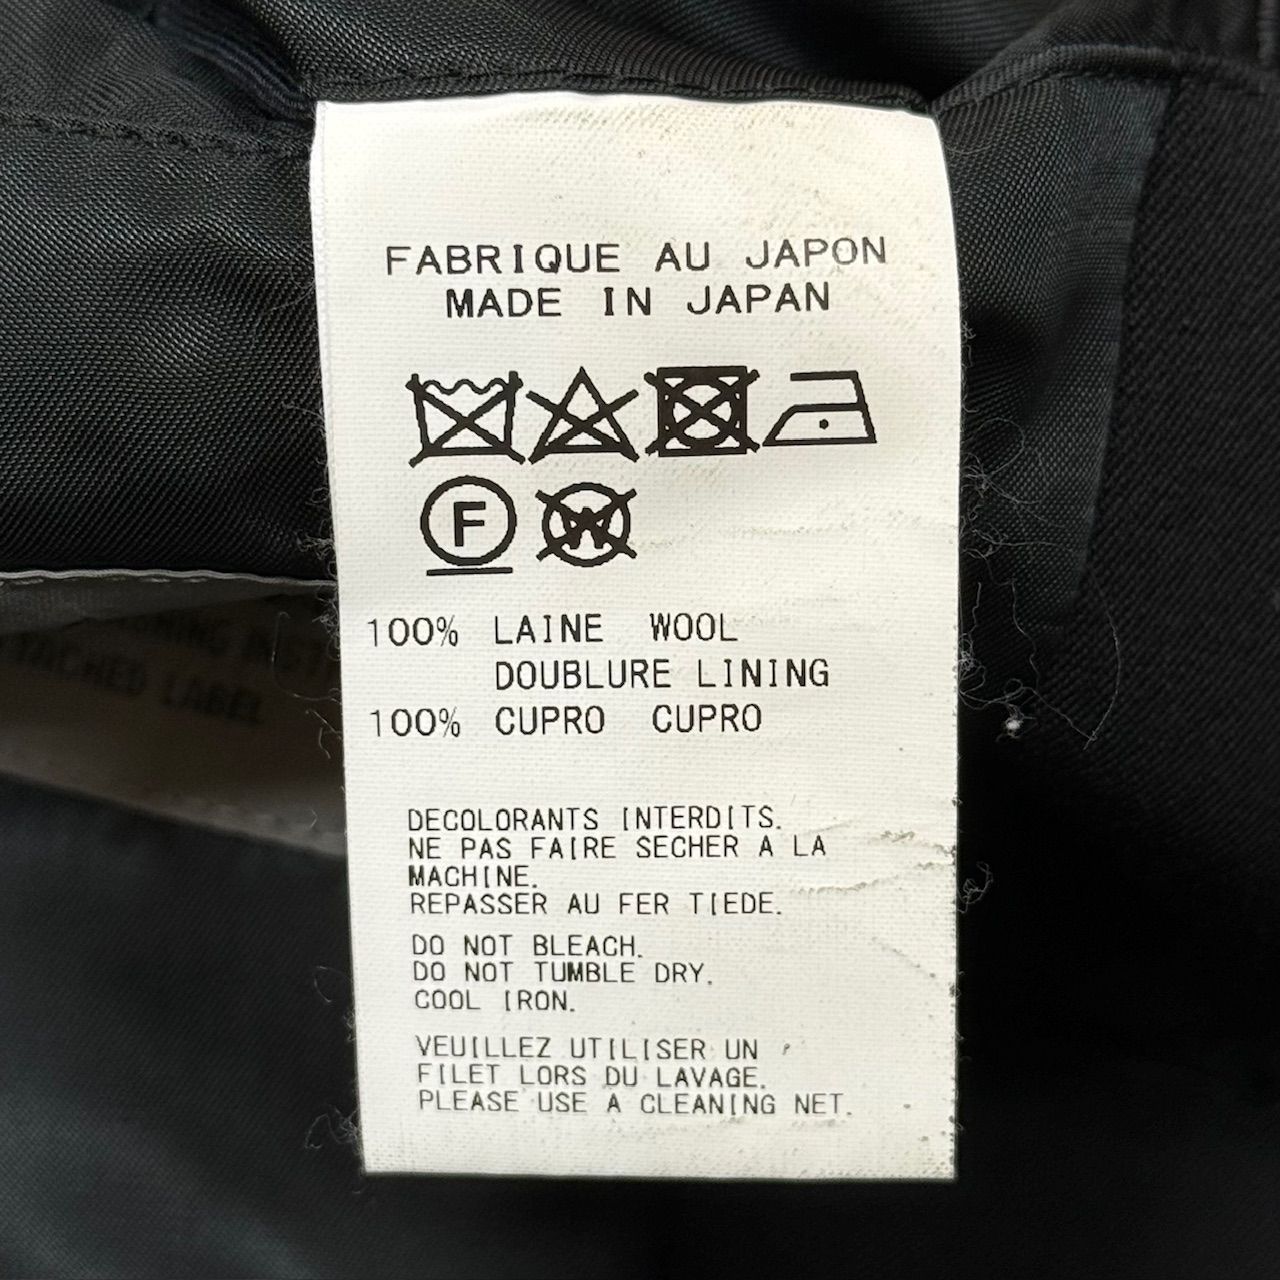 FABRIQUE AU JAPON
MADE IN JAPAN
F
W
100% LAINE WOOL
DOUBLURE LINING
100% CUPRO CUPRO
DECOLORANTS INTERDITS.
NE PAS FAIRE SECHER A LA
MACHINE.
REPASSER AU FER TIEDE.
DO NOT BLEACH.
DO NOT TUMBLE DRY.
COOL IRON.
VEUILLEZ UTILISER UN
FILET LORS DU LAVAGE.
PLEASE USE A CLEANING NET.
LABEL